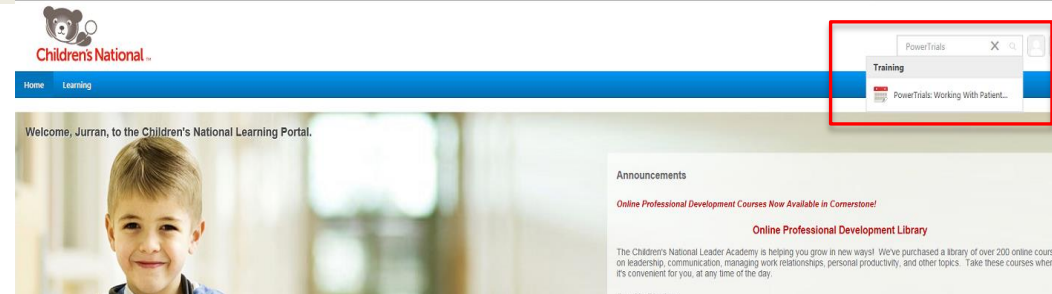 Children's National ™
PowerTrials X
Training
PowerTrials: Working With Patient...
Home Learning
Welcome, Jurran, to the Children's National Learning Portal.
Announcements
Online Professional Development Courses Now Available in Cornerstone!
Online Professional Development Library
The Children's National Leader Academy is helping you grow in new ways! We've purchased a library of over 200 online cours
on leadership, communication, managing work relationships, personal productivity, and other topics. Take these courses when
it's convenient for you, at any time of the day.